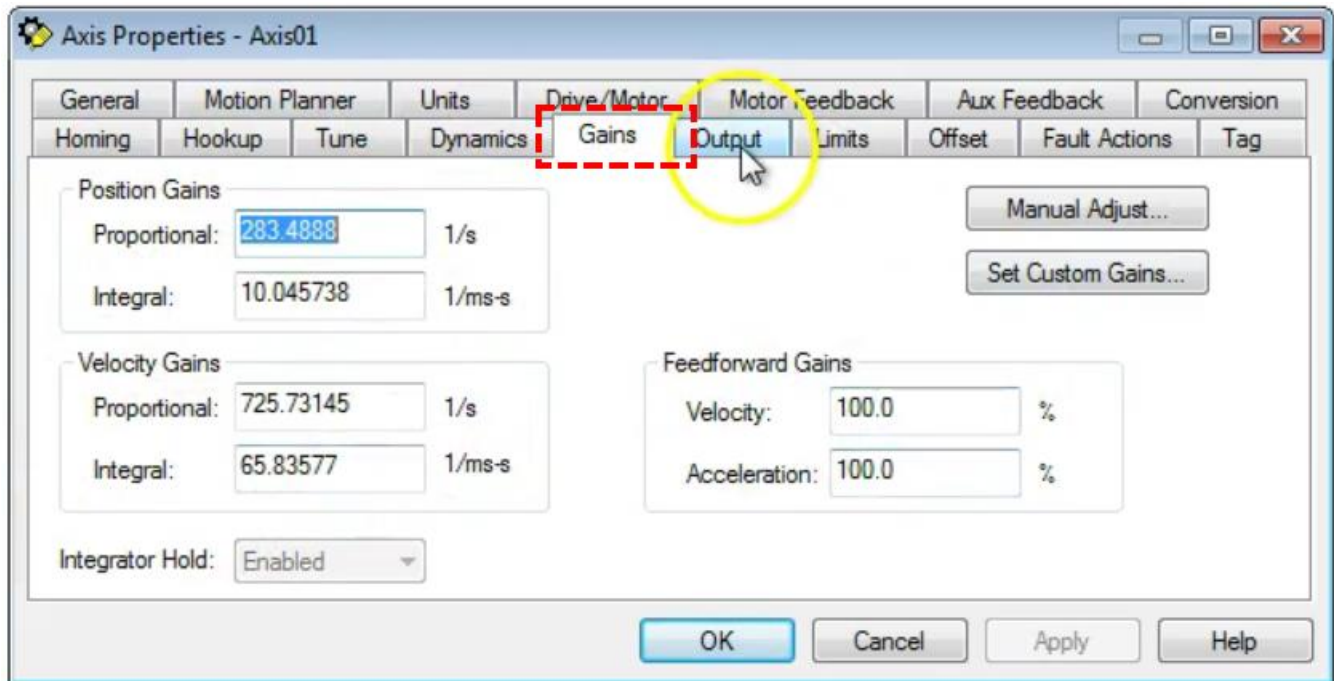 Axis Properties - Axis01
General Motion Planner Units Drive/Motor Motor Feedback Aux Feedback Conversion
Homing Hookup Tune Dynamics Gains Output Limits Offset Fault Actions Tag
Position Gains
Proportional: 283.4888 1/s
Manual Adjust...
Integral: 10.045738 1/ms-s
Set Custom Gains...
Velocity Gains
Proportional: 725.73145 1/s
Integral: 65.83577 1/ms-s
Feedforward Gains
Velocity: 100.0 %
Acceleration: 100.0 %
Integrator Hold: Enabled
OK Cancel Apply Help